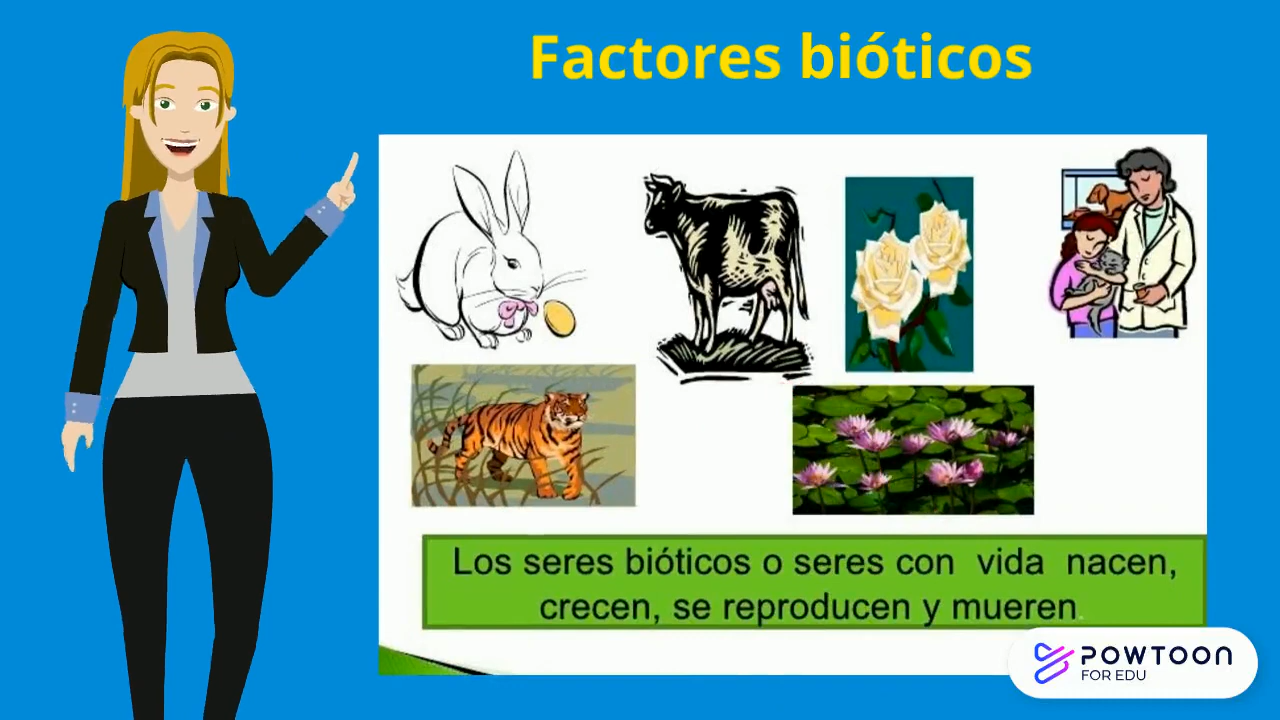 Factores bióticos
Los seres bióticos o seres con vida nacen,
crecen, se reproducen y mueren.
POWTOON
FOR EDU